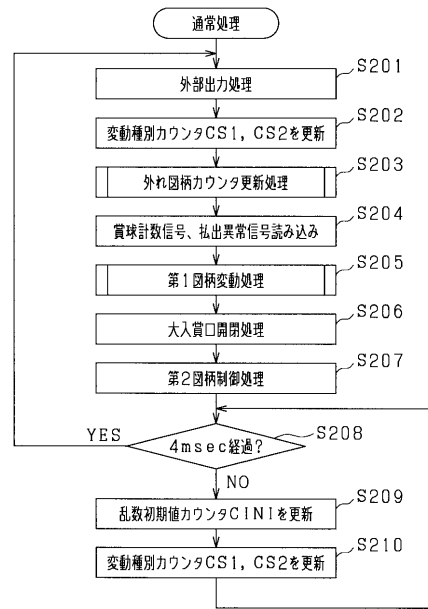 通常処理
S201
外部出力処理
S202
変動種別カウンタCS1，CS2を更新
S203
外れ図柄カウンタ更新処理
S204
賞球計数信号、払出異常信号読み込み
S205
第1図柄変動処理
S206
大入賞口開閉処理
S207
第2図柄制御処理
S208
YES
4msec経過?
NO
S209
乱数初期値カウンタCINIを更新
S210
変動種別カウンタCS1，CS2を更新